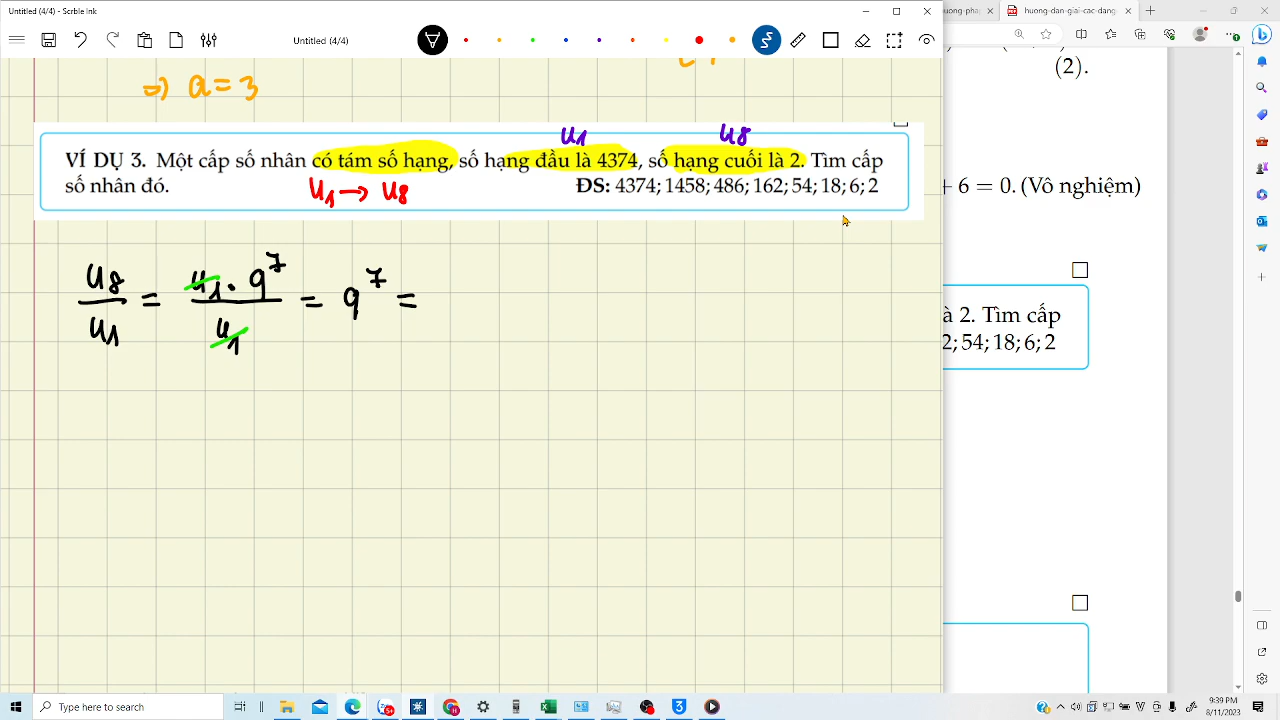 Untitled (4/4) - Scrble Ink
huong-pha
huong-dan-giai-cac-dang-
Untitled (4/4)
(2).
⇒ a = 3
u1
u8
VÍ DỤ 3. Một cấp số nhân có tám số hạng, số hạng đầu là 4374, số hạng cuối là 2. Tìm cấp
số nhân đó.
ĐS: 4374; 1458; 486; 162; 54; 18; 6; 2
u1 → u8
+ 6 = 0. (Vô nghiệm)
u8/u1 = u1 · q^7/u1 = q^7 =
à 2. Tìm cấp
2; 54; 18; 6; 2
Type here to search
9:39 PM
8/11/2023